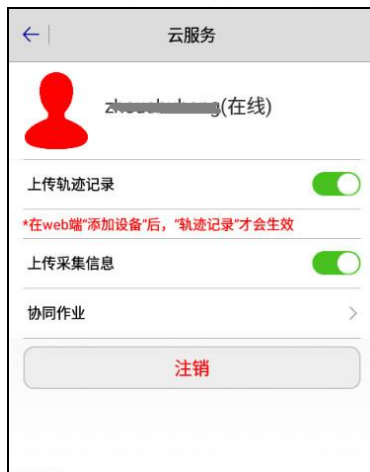 云服务
(在线)
上传轨迹记录
*在web端“添加设备”后，“轨迹记录”才会生效
上传采集信息
协同作业
注销